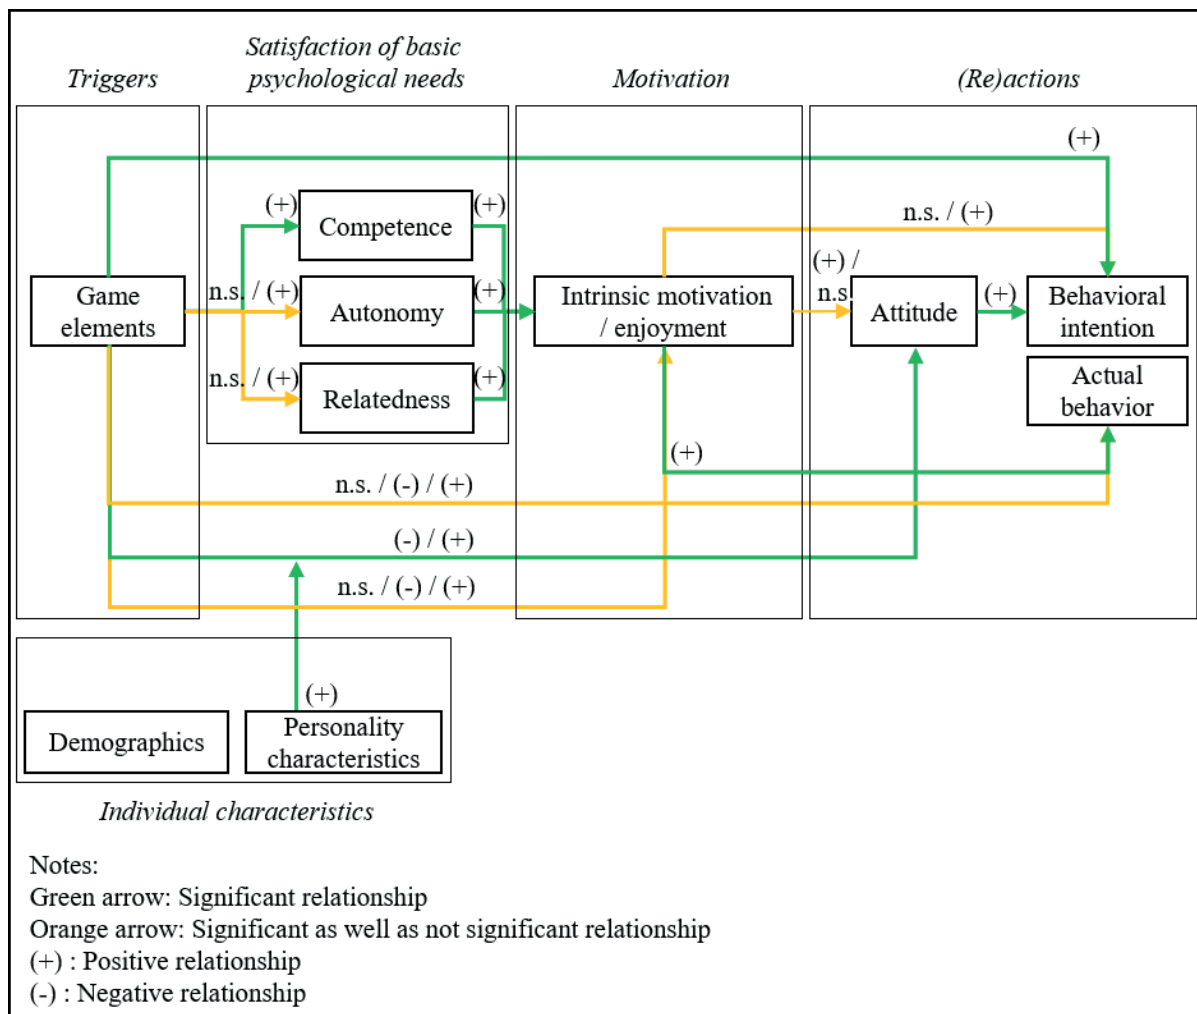 Satisfaction of basic
psychological needs
Triggers
Motivation
(Re)actions
(+)
(+)
Competence
(+)
n.s. / (+)
(+) /
n.s
Game
elements
n.s. / (+)
Autonomy
(+)
Intrinsic motivation
/ enjoyment
Attitude
(+)
Behavioral
intention
n.s. / (+)
Relatedness
(+)
Actual
behavior
(+)
n.s. / (-) / (+)
(-) / (+)
n.s. / (-) / (+)
(+)
Demographics
Personality
characteristics
Individual characteristics
Notes:
Green arrow: Significant relationship
Orange arrow: Significant as well as not significant relationship
(+) : Positive relationship
(-) : Negative relationship